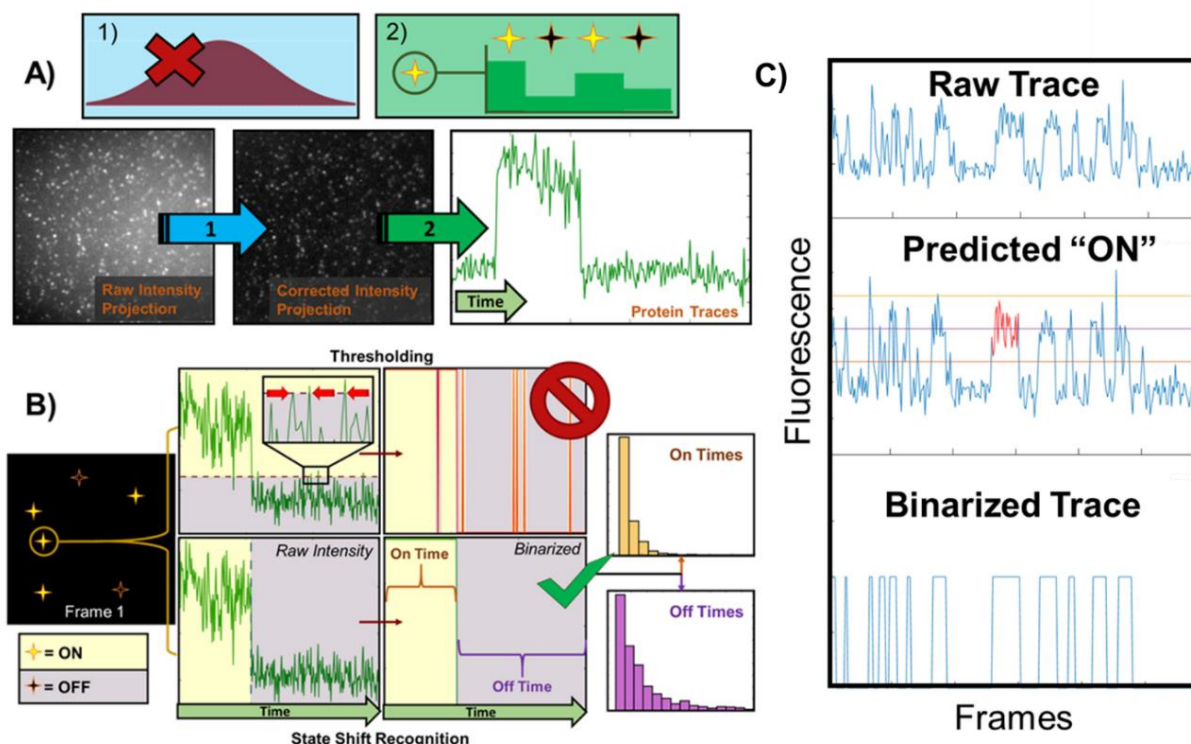 1)
2)
A)
Raw Intensity
Projection
1
Corrected Intensity
Projection
2
Time
Protein Traces
B)
Thresholding
Frame 1
= ON
= OFF
Raw Intensity
On Time
Binarized
Off Time
Time
Time
State Shift Recognition
On Times
Off Times
C)
Raw Trace
Predicted “ON”
Binarized Trace
Fluorescence
Frames